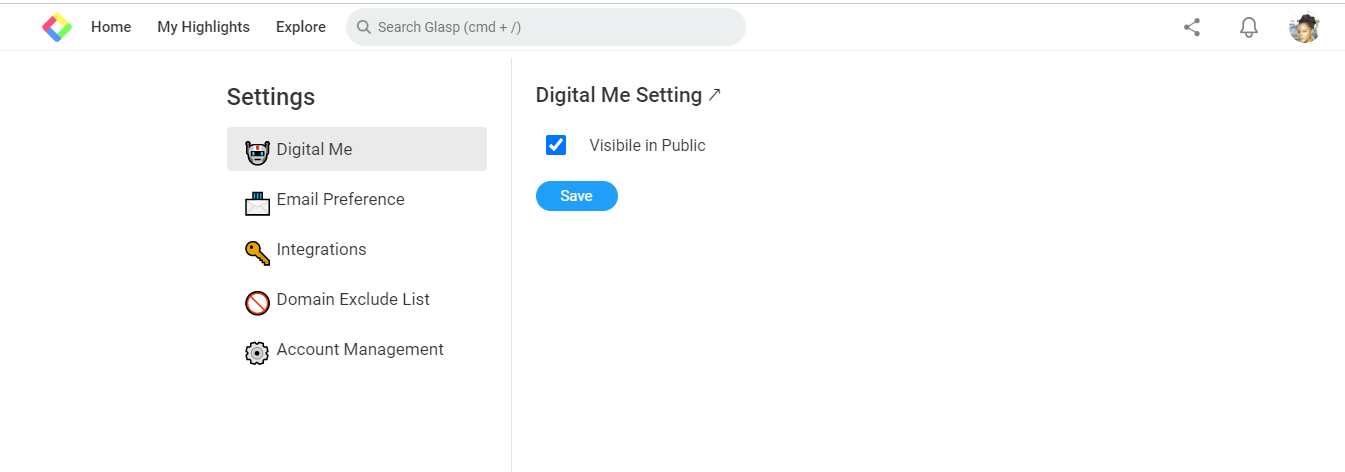 Home My Highlights Explore Search Glasp (cmd + /)
Settings
Digital Me
Email Preference
Integrations
Domain Exclude List
Account Management
Digital Me Setting ↗
Visibile in Public
Save